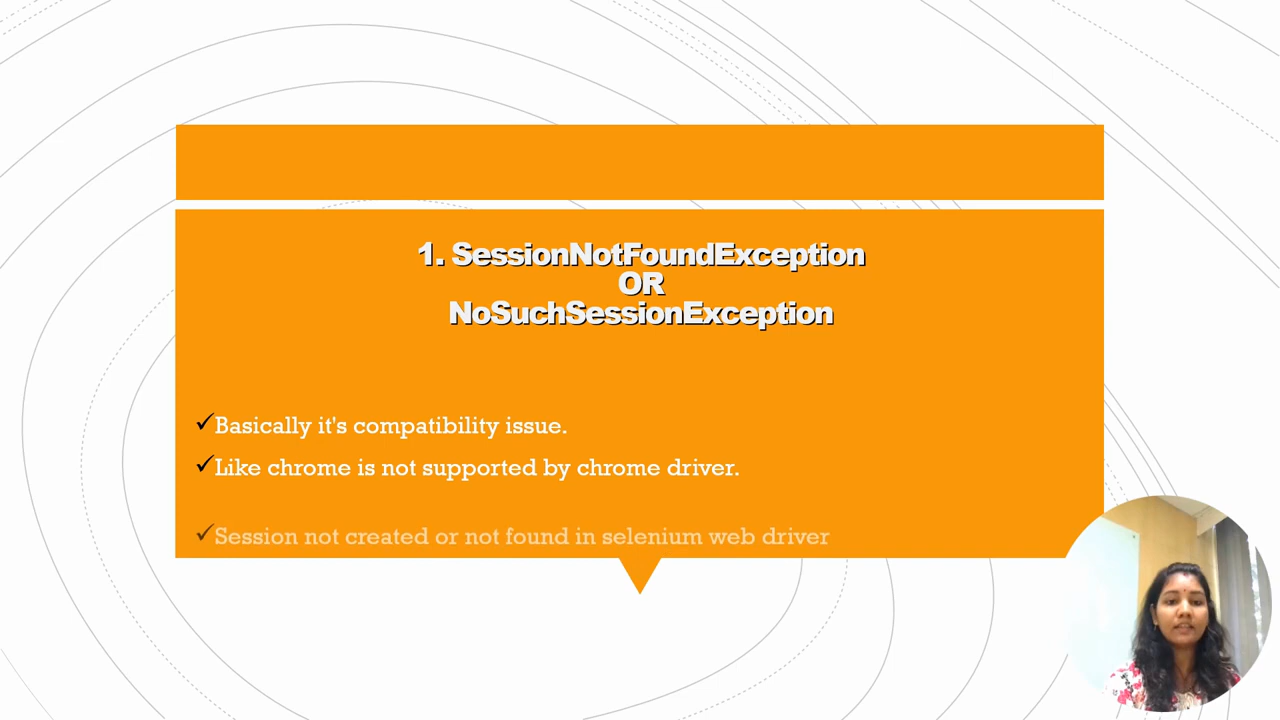 1. SessionNotFoundException
OR
NoSuchSessionException
✓Basically it's compatibility issue.
✓Like chrome is not supported by chrome driver.
✓Session not created or not found in selenium web driver